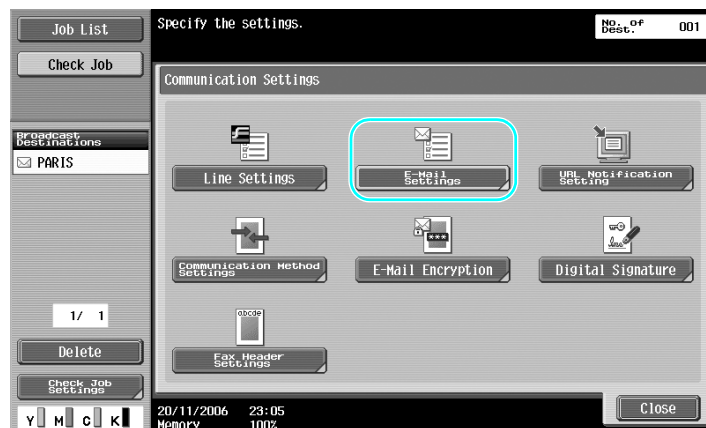 Job List
Check Job
Specify the settings.
No. of
Dest.
001
Communication Settings
Broadcast
Destinations
PARIS
Line Settings
E-Mail
Settings
URL Notification
Setting
Communication Method
Settings
E-Mail Encryption
Digital Signature
abcde
Fax Header
Settings
1/ 1
Delete
Check Job
Settings
Close
Y M C K
20/11/2006 23:05
Memory 100%